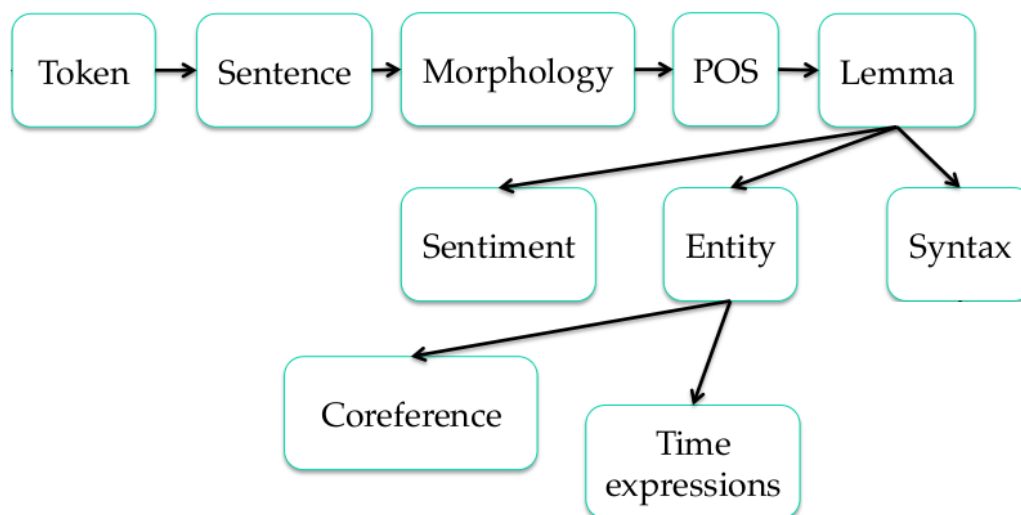 Token
Sentence
Morphology
POS
Lemma
Sentiment
Entity
Syntax
Coreference
Time
expressions